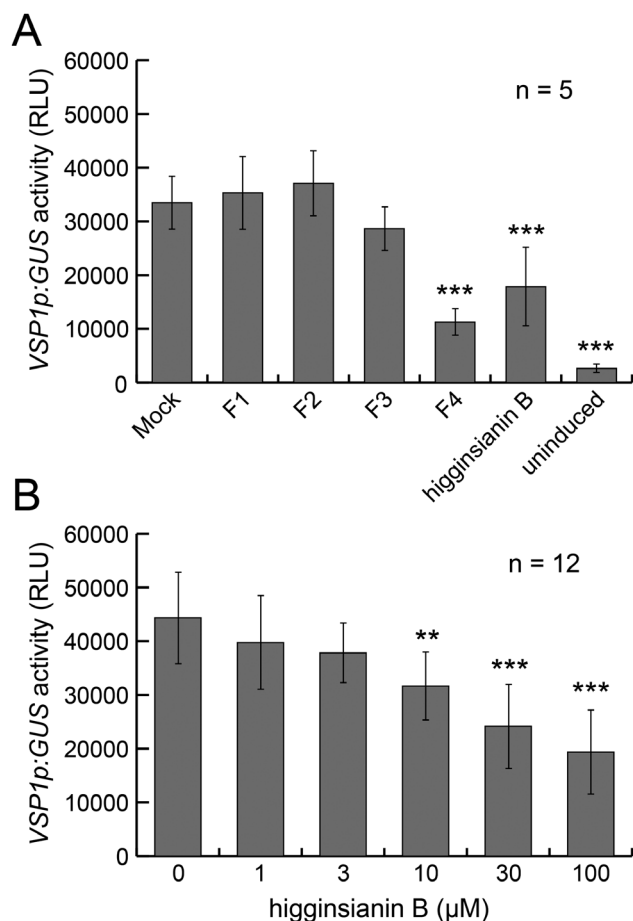 A
60000
50000
40000
30000
20000
10000
0
VSP1p:GUS activity (RLU)
n = 5
***
***
***
Mock
F1
F2
F3
F4
higginsianin B
uninduced
B
60000
50000
40000
30000
20000
10000
0
VSP1p:GUS activity (RLU)
n = 12
**
***
***
0 1 3 10 30 100
higginsianin B (µM)